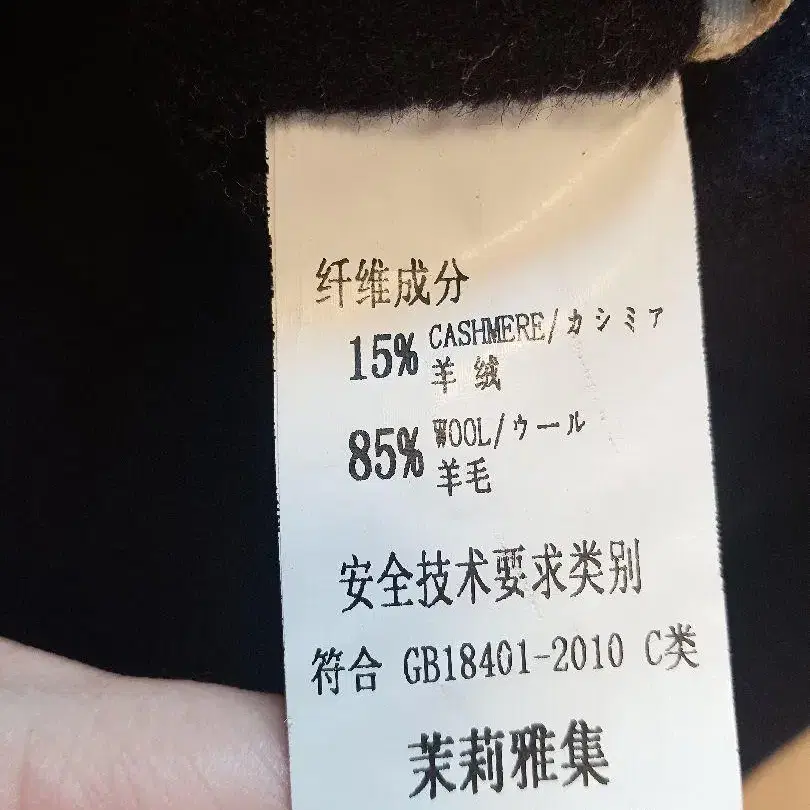 纤维成分
15% CASHMERE/カシミア
羊绒
85% WOOL/ウール
羊毛
安全技术要求类别
符合 GB18401-2010 C类
茉莉雅集